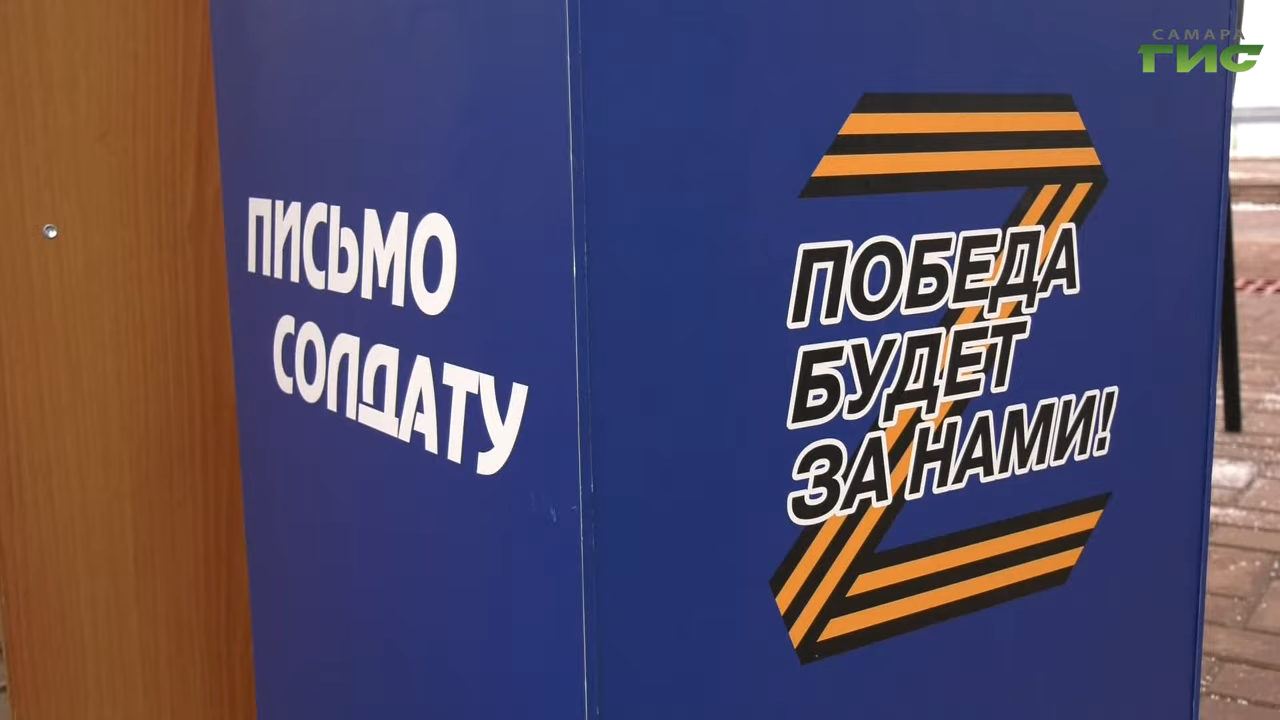 САМАРА
ГИС
ПИСЬМО
СОЛДАТУ
ПОБЕДА
БУДЕТ
ЗА НАМИ!